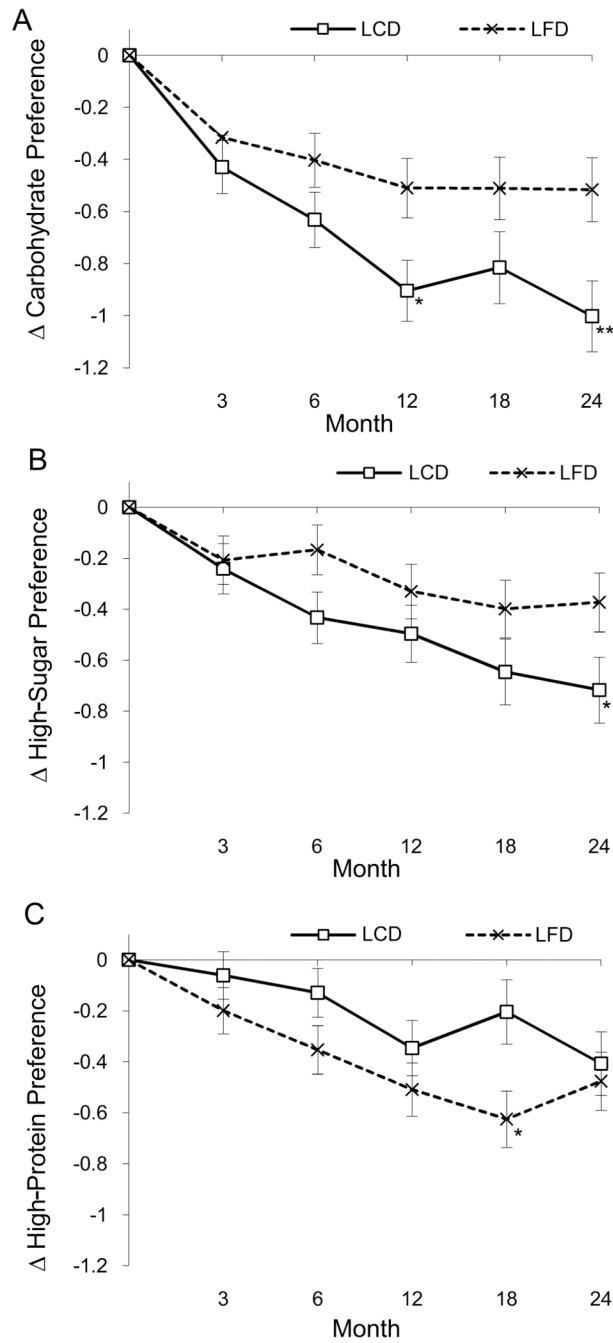 A
LCD LFD
0
-0.2
-0.4
-0.6
-0.8
-1
-1.2
Δ Carbohydrate Preference
*
**
3 6 12 18 24
Month
B
LCD LFD
0
-0.2
-0.4
-0.6
-0.8
-1
-1.2
Δ High-Sugar Preference
*
3 6 12 18 24
Month
C
LCD LFD
0
-0.2
-0.4
-0.6
-0.8
-1
-1.2
Δ High-Protein Preference
*
3 6 12 18 24
Month